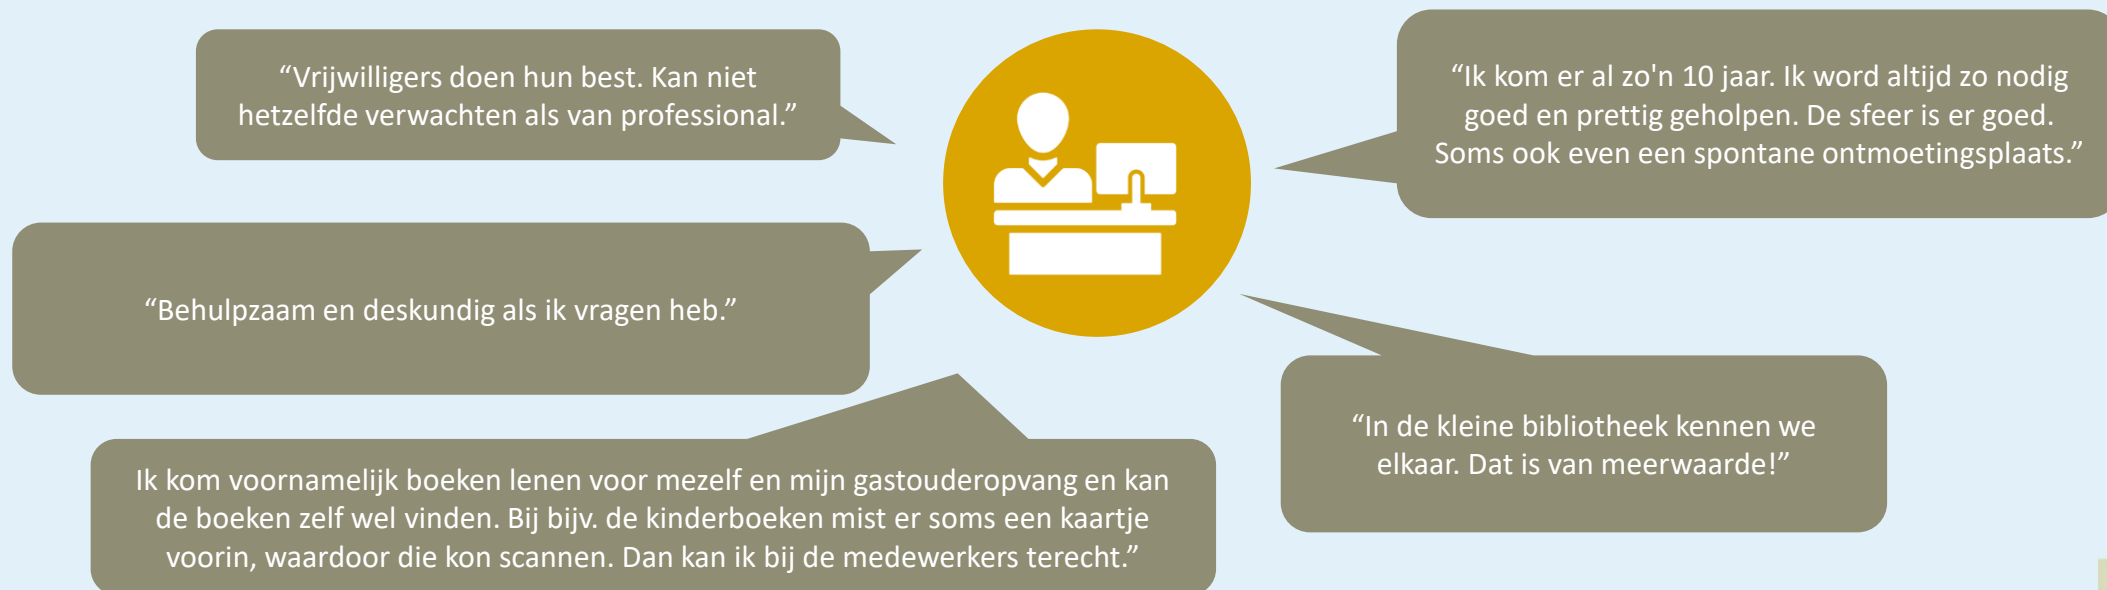 “Vrijwilligers doen hun best. Kan niet
hetzelfde verwachten als van professional.”
“Ik kom er al zo'n 10 jaar. Ik word altijd zo nodig
goed en prettig geholpen. De sfeer is er goed.
Soms ook even een spontane ontmoetingsplaats.”
“Behulpzaam en deskundig als ik vragen heb.”
“In de kleine bibliotheek kennen we
elkaar. Dat is van meerwaarde!”
Ik kom voornamelijk boeken lenen voor mezelf en mijn gastouderopvang en kan
de boeken zelf wel vinden. Bij bijv. de kinderboeken mist er soms een kaartje
voorin, waardoor die kon scannen. Dan kan ik bij de medewerkers terecht.”